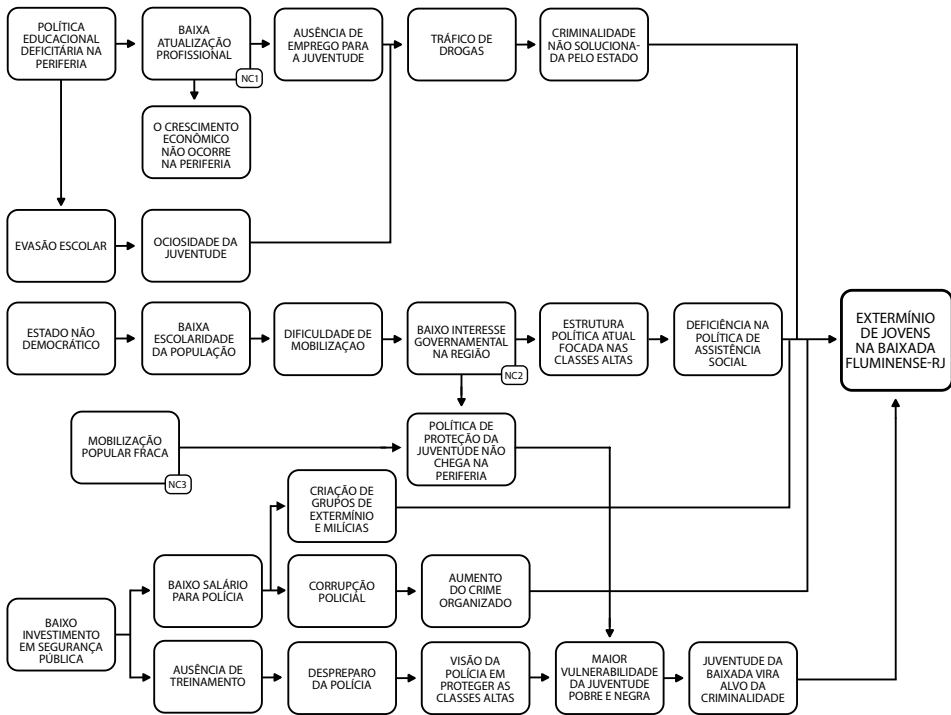 POLÍTICA
EDUCACIONAL
DEFICITÁRIA NA
PERIFERIA
BAIXA
ATUALIZAÇÃO
PROFISSIONAL
NC1
AUSÊNCIA DE
EMPREGO PARA
A JUVENTUDE
TRÁFICO DE
DROGAS
CRIMINALIDADE
NÃO SOLUCIONA-
DA PELO ESTADO
O CRESCIMENTO
ECONÔMICO
NÃO OCORRE
NA PERIFERIA
EVASÃO ESCOLAR
OCIOSIDADE DA
JUVENTUDE
ESTADO NÃO
DEMOCRÁTICO
BAIXA
ESCOLARIDADE
DA POPULAÇÃO
DIFICULDADE DE
MOBILIZAÇAO
BAIXO INTERESSE
GOVERNAMENTAL
NA REGIÃO
NC2
ESTRUTURA
POLÍTICA ATUAL
FOCADA NAS
CLASSES ALTAS
DEFICIÊNCIA NA
POLÍTICA DE
ASSISTÊNCIA
SOCIAL
EXTERMÍNIO
DE JOVENS
NA BAIXADA
FLUMINENSE-RJ
MOBILIZAÇÃO
POPULAR FRACA
NC3
POLÍTICA DE
PROTEÇÃO DA
JUVENTUDE NÃO
CHEGA NA
PERIFERIA
CRIAÇÃO DE
GRUPOS DE
EXTERMÍNIO
E MILÍCIAS
BAIXO SALÁRIO
PARA POLÍCIA
CORRUPÇÃO
POLICIAL
AUMENTO
DO CRIME
ORGANIZADO
BAIXO
INVESTIMENTO
EM SEGURANÇA
PÚBLICA
AUSÊNCIA DE
TREINAMENTO
DESPREPARO
DA POLÍCIA
VISÃO DA
POLÍCIA EM
PROTEGER AS
CLASSES ALTAS
MAIOR
VULNERABILIDADE
DA JUVENTUDE
POBRE E NEGRA
JUVENTUDE DA
BAIXADA VIRA
ALVO DA
CRIMINALIDADE